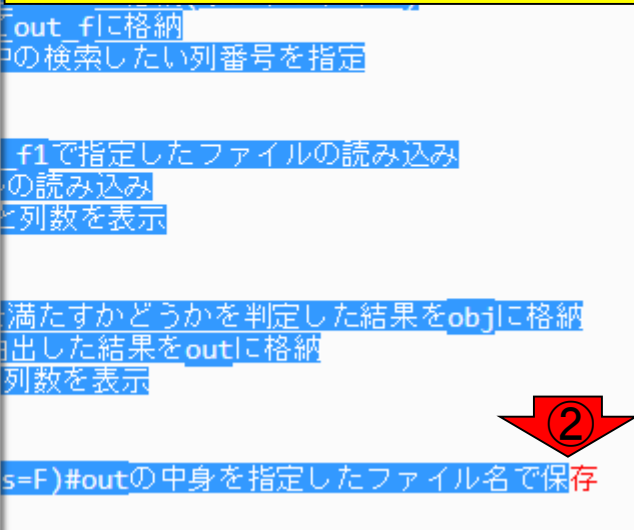 てout_fに格納
中の検索したい列番号を指定
_f1で指定したファイルの読み込み
の読み込み
と列数を表示
満たすかどうかを判定した結果をobjに格納
出した結果をoutに格納
列数を表示
②
s=F)#outの中身を指定したファイル名で保存